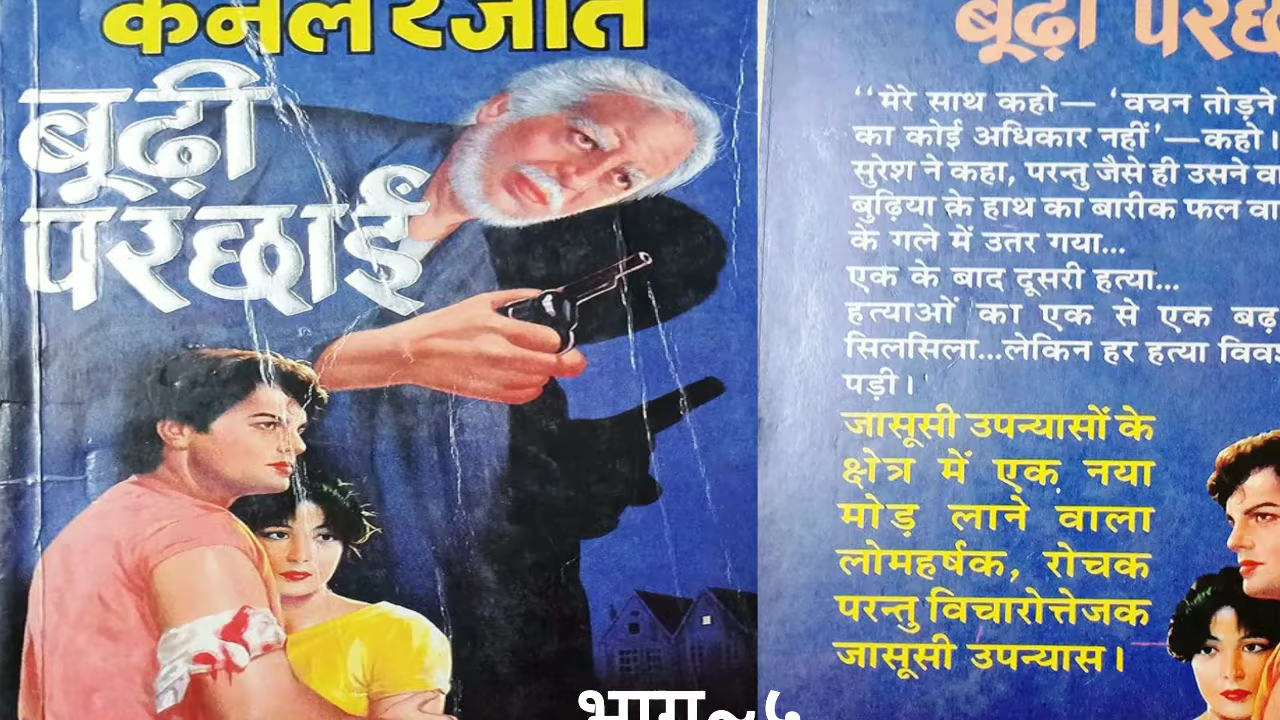 कर्नल रंजीत
बूढ़ी
परछाईं
बूढ़ी
“मेरे साथ कहो— ‘वचन तोड़ने
का कोई अधिकार नहीं’—कहो।
सुरेश ने कहा, परन्तु जैसे ही उसने
बुढ़िया के हाथ का बारीक फल
के गले में उतर गया...
एक के बाद दूसरी हत्या...
हत्याओं का एक से एक
सिलसिला...लेकिन हर हत्या
पड़ी।
जासूसी उपन्यासों के
क्षेत्र में एक नया
मोड़ लाने वाला
लोमहर्षक, रोचक
परन्तु विचारोत्तेजक
जासूसी उपन्यास।
भाग~५